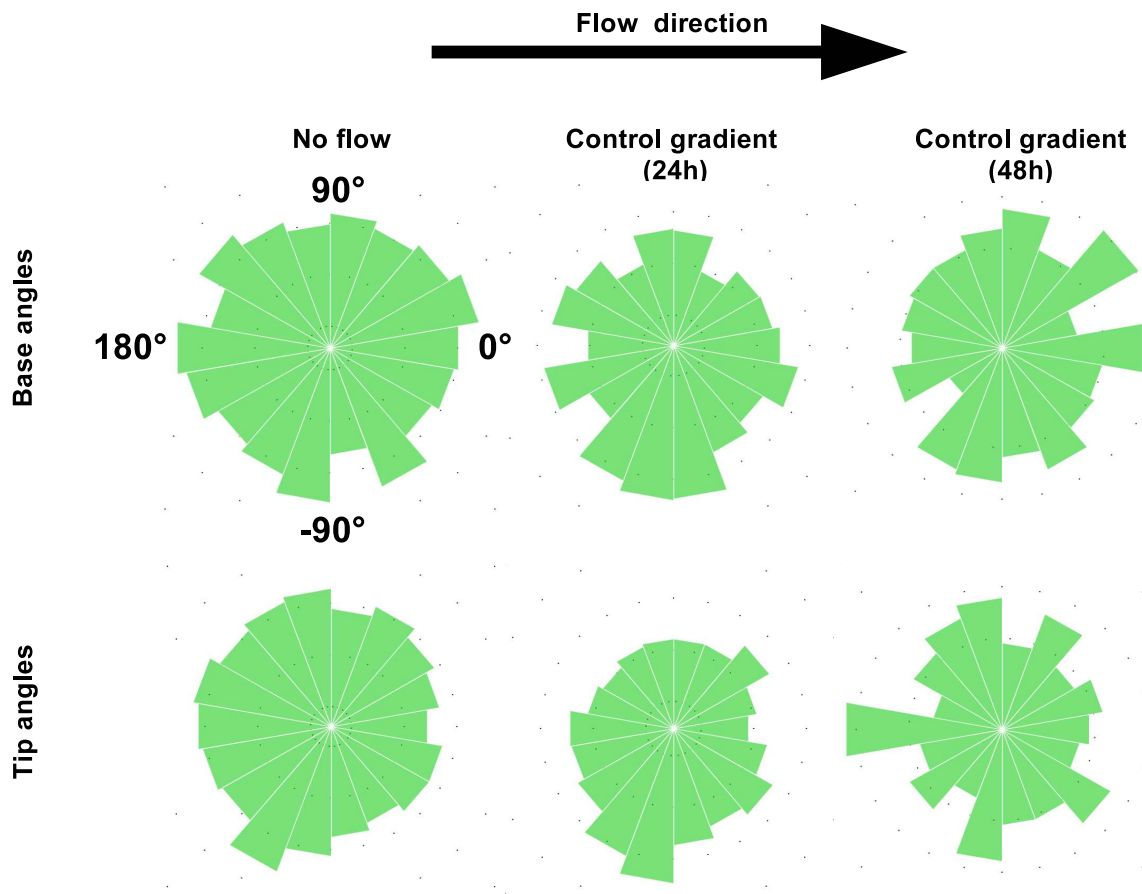 Flow direction
No flow
Control gradient
(24h)
Control gradient
(48h)
90°
Base angles
180°
0°
-90°
Tip angles